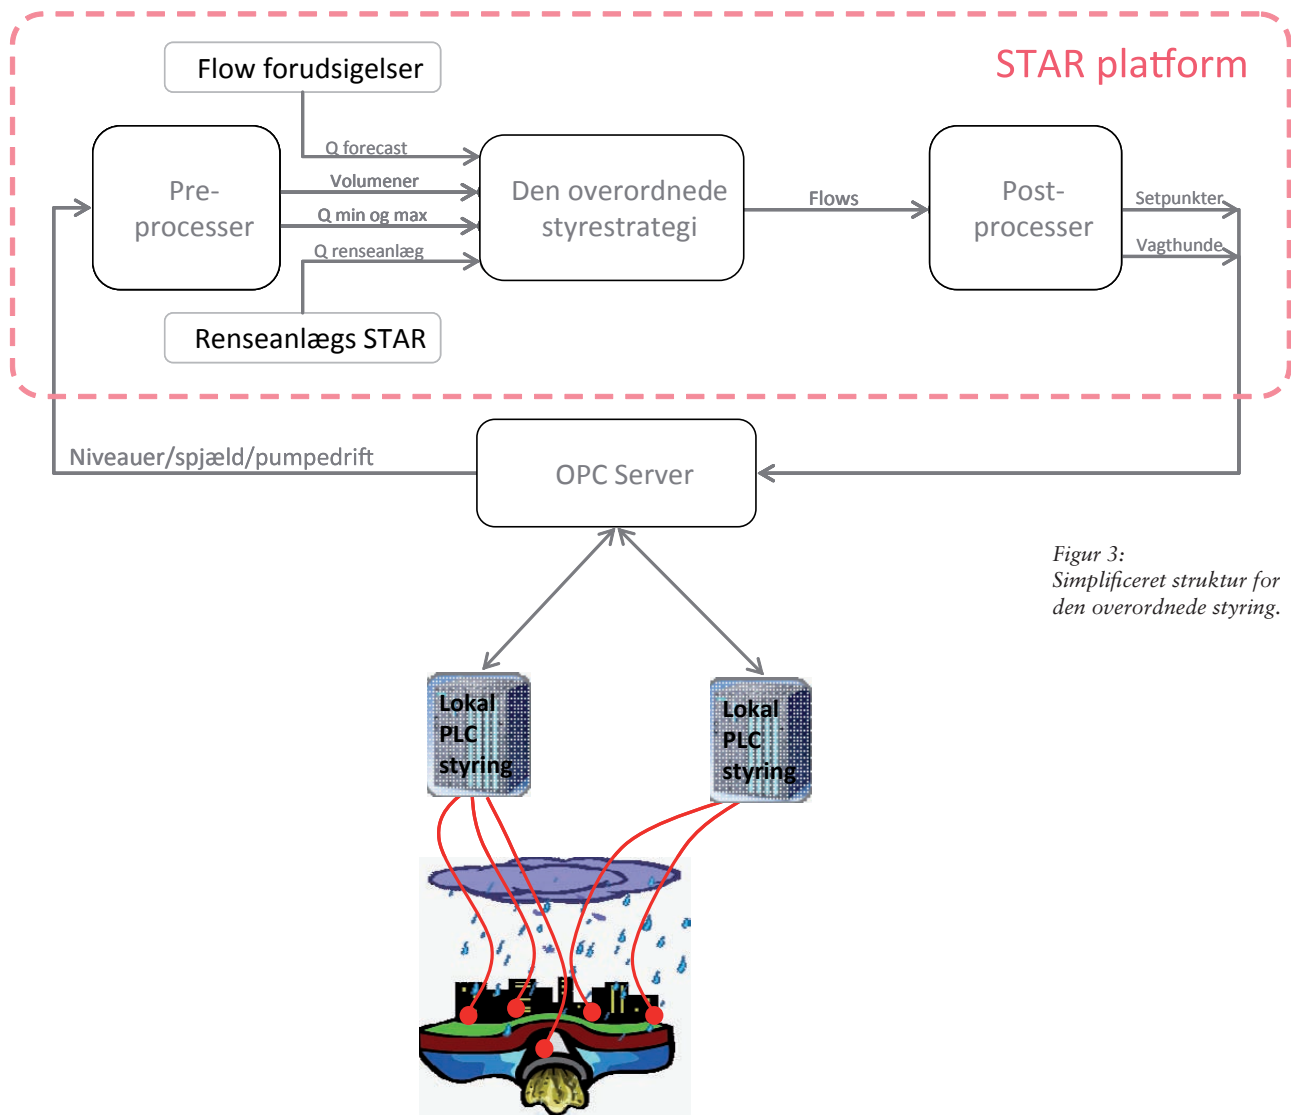 STAR platform
Flow forudsigelser
Q forecast
Pre-
processer
Volumener
Q min og max
Q renseanlæg
Den overordnede
styrestrategi
Flows
Post-
processer
Setpunkter
Vagthunde
Renseanlægs STAR
Niveauer/spjæld/pumpedrift
OPC Server
Figur 3:
Simplificeret struktur for
den overordnede styring.
Lokal
PLC
styring
Lokal
PLC
styring